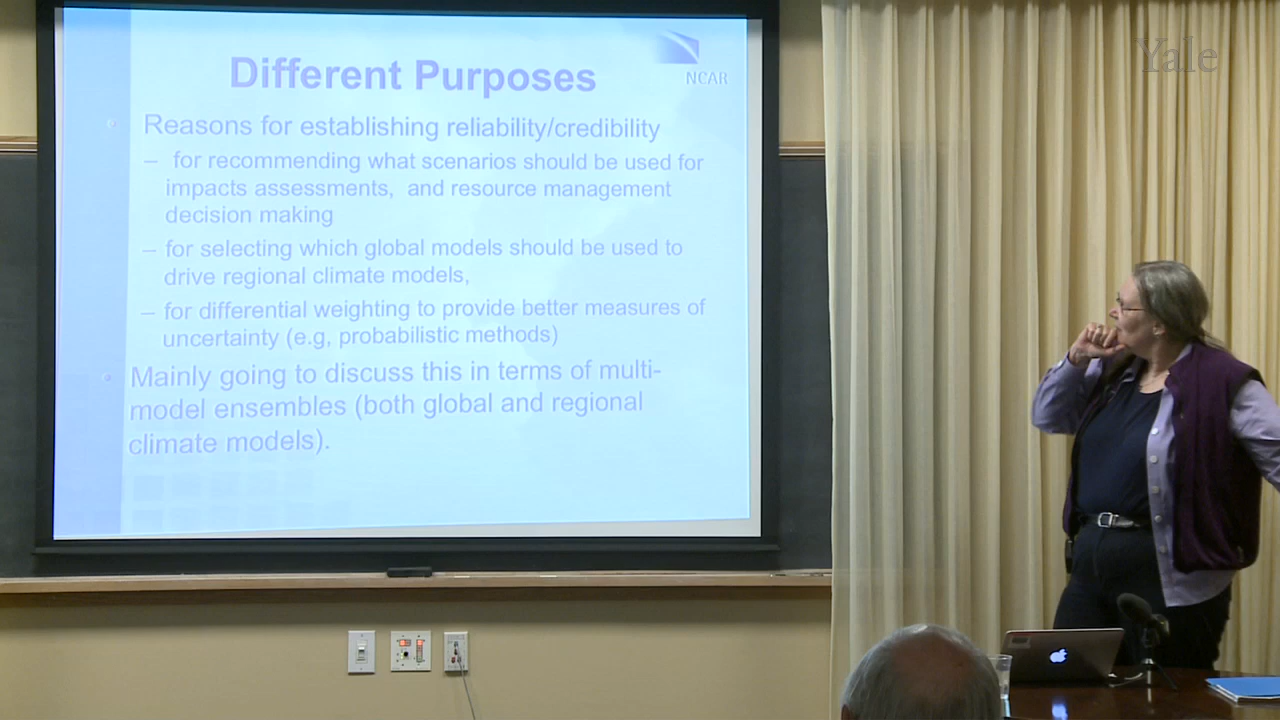 Yale
NCAR
Different Purposes
Reasons for establishing reliability/credibility
– for recommending what scenarios should be used for
impacts assessments, and resource management
decision making
– for selecting which global models should be used to
drive regional climate models,
– for differential weighting to provide better measures of
uncertainty (e.g, probabilistic methods)
Mainly going to discuss this in terms of multi-
model ensembles (both global and regional
climate models).